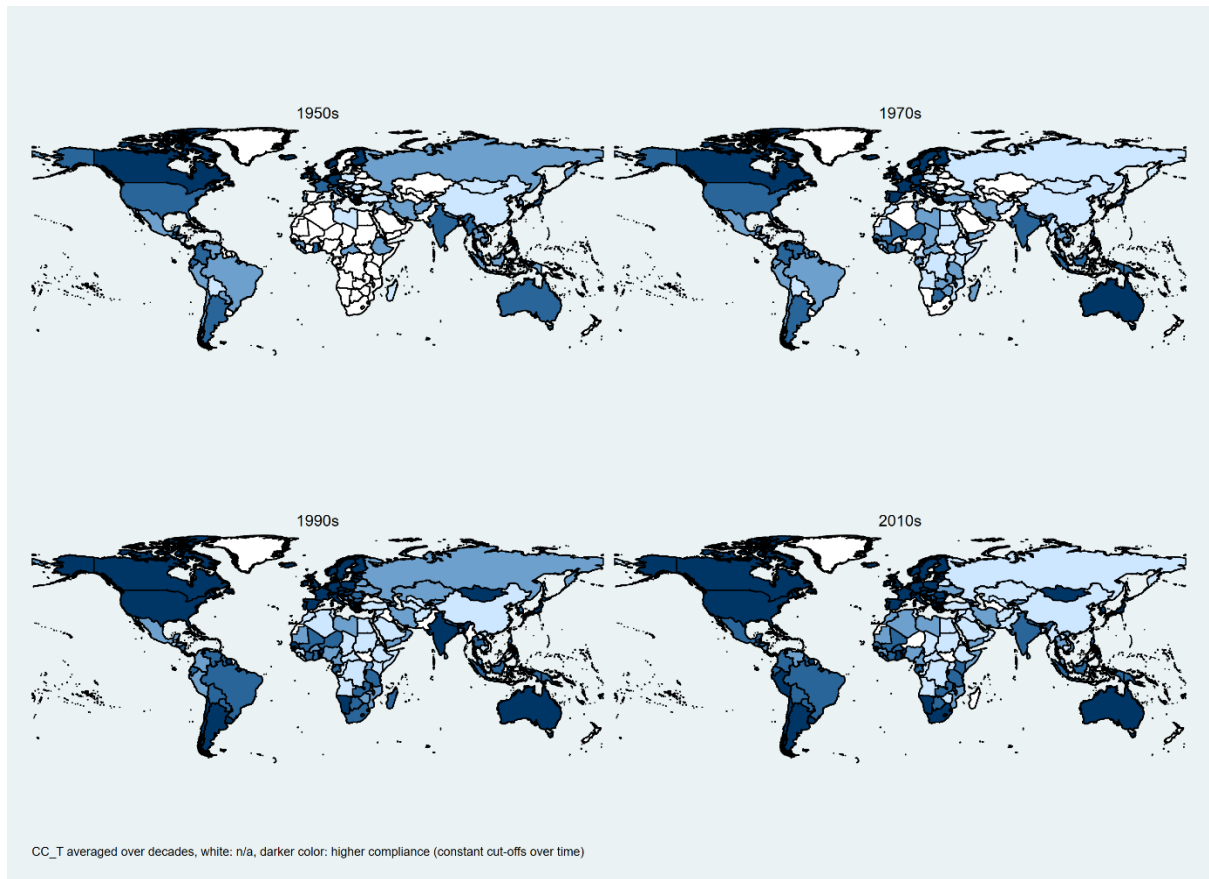 1950s
1970s
1990s
2010s
CC_T averaged over decades, white: n/a, darker color: higher compliance (constant cut-offs over time)